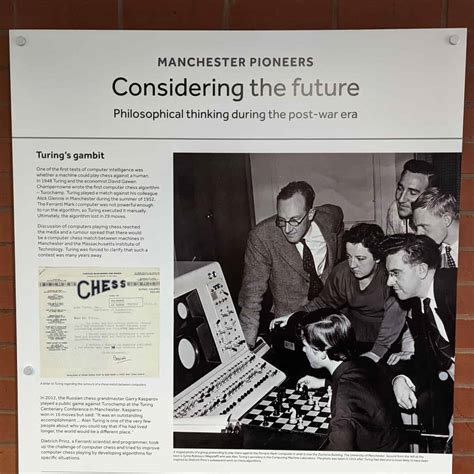 MANCHESTER PIONEERS
Considering the future
Philosophical thinking during the post-war era
Turing's gambit
One of the first tests of computer intelligence was
whether a machine could play chess against a human.
In 1948 Turing and the economist David Gawen
Champernowne wrote the first computer chess algorithm
– Turochamp. Turing played a match against his colleague
Alick Glennie in Manchester during the summer of 1952.
The Ferranti Mark I computer was not powerful enough
to run the algorithm, so Turing executed it manually.
Ultimately, the algorithm lost in 29 moves.
Discussion of computers playing chess reached
the media and a rumour spread that there would
be a computer chess match between machines in
Manchester and the Massachusetts Institute of
Technology. Turing was forced to clarify that such a
contest was many years away.
CHESS
A letter to Turing regarding the rumours of a chess match between computers.
In 2012, the Russian chess grandmaster Garry Kasparov
played a public game against Turochamp at the Turing
Centenary Conference in Manchester. Kasparov
won in 16 moves but said: "It was an outstanding
accomplishment ... Alan Turing is one of the very few
people about who you could say that if he had lived
longer, the world would be a different place."
Dietrich Prinz, a Ferranti scientist and programmer, took
up the challenge of chess and tried to improve computer
chess playing by developing algorithms for
specific situations.